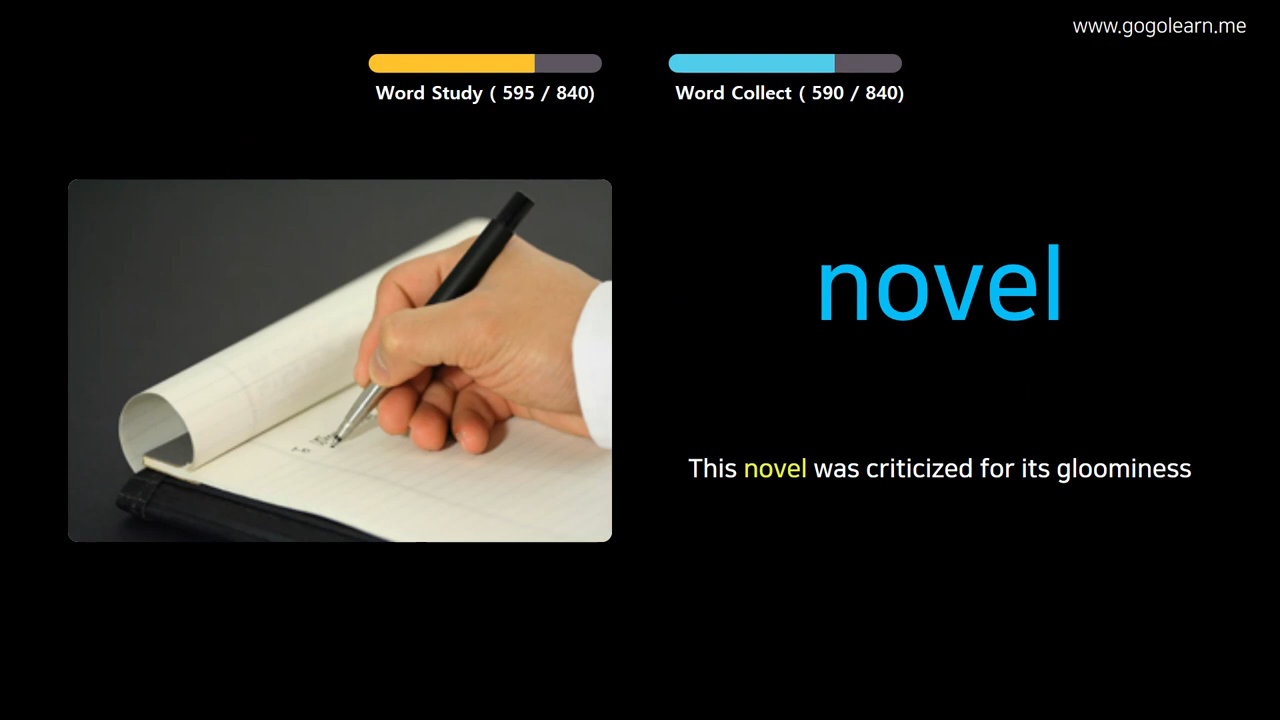 www.gogolearn.me
Word Study ( 595 / 840)
Word Collect ( 590 / 840)
novel
This novel was criticized for its gloominess